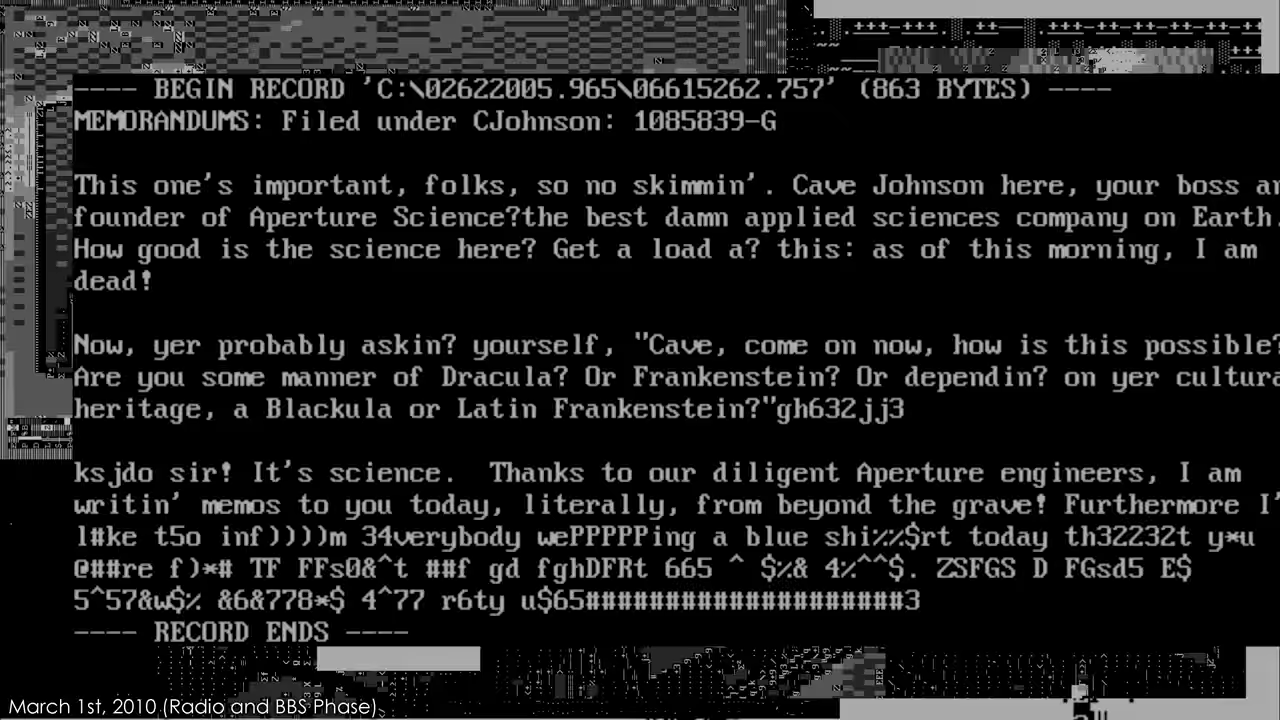 ---- BEGIN RECORD 'C:\02622005.965\06615262.757' (863 BYTES) ----
MEMORANDUMS: Filed under CJohnson: 1085839-G
This one's important, folks, so no skimmin'. Cave Johnson here, your boss an
founder of Aperture Science?the best damn applied sciences company on Earth.
How good is the science here? Get a load a? this: as of this morning, I am
dead!
Now, yer probably askin? yourself, "Cave, come on now, how is this possible?
Are you some manner of Dracula? Or Frankenstein? Or dependin? on yer cultura
heritage, a Blackula or Latin Frankenstein?"gh632jj3
ksjdo sir! It's science.  Thanks to our diligent Aperture engineers, I am
writin' memos to you today, literally, from beyond the grave! Furthermore I'
l#ke t5o inf))))m 34verybody wePPPPPing a blue shi%%$rt today th32232t y*u
@##re f)*# TF FFs0&^t ##f gd fghDFRt 665 ^ $%& 4%^^$. ZSFGS D FGsd5 E$
5^57&w$% &6&778*$ 4^77 r6ty u$65####################3
---- RECORD ENDS ----
March 1st, 2010 (Radio and BBS Phase)